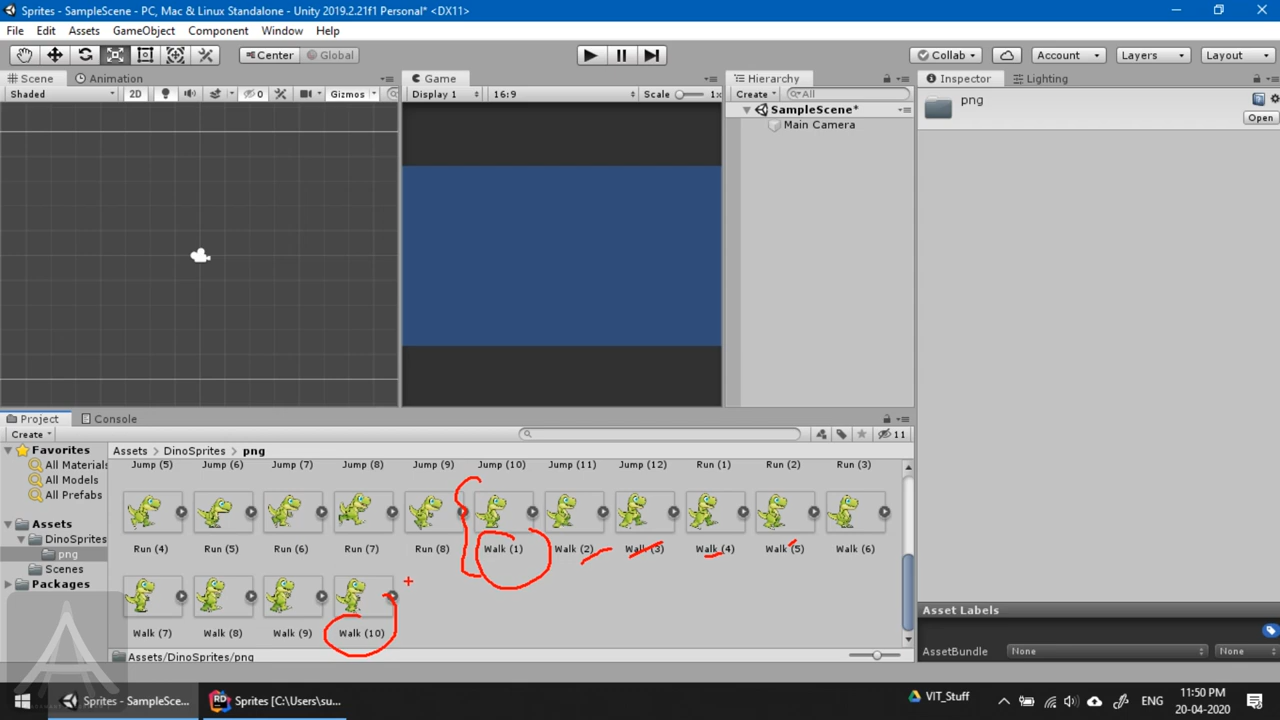 Sprites - SampleScene - PC, Mac & Linux Standalone - Unity 2019.2.21f1 Personal* <DX11>
File Edit Assets GameObject Component Window Help
Center Global Collab Account Layers Layout
Scene Animation Game Hierarchy Inspector Lighting
Shaded 2D 0 Gizmos Display 1 16:9 Scale 1x Create All png
SampleScene* Open
Main Camera
Project Console
Create 11
Favorites Assets > DinoSprites > png
All Materials Jump (5) Jump (6) Jump (7) Jump (8) Jump (9) Jump (10) Jump (11) Jump (12) Run (1) Run (2) Run (3)
All Models
All Prefabs
Assets
DinoSprites
png Run (4) Run (5) Run (6) Run (7) Run (8) Walk (1) Walk (2) Walk (3) Walk (4) Walk (5) Walk (6)
Scenes
Packages
Asset Labels
Walk (7) Walk (8) Walk (9) Walk (10)
AssetBundle None None
Assets/DinoSprites/png
Sprites - SampleSce... Sprites [C:\Users\su... VIT_Stuff ENG 11:50 PM
20-04-2020